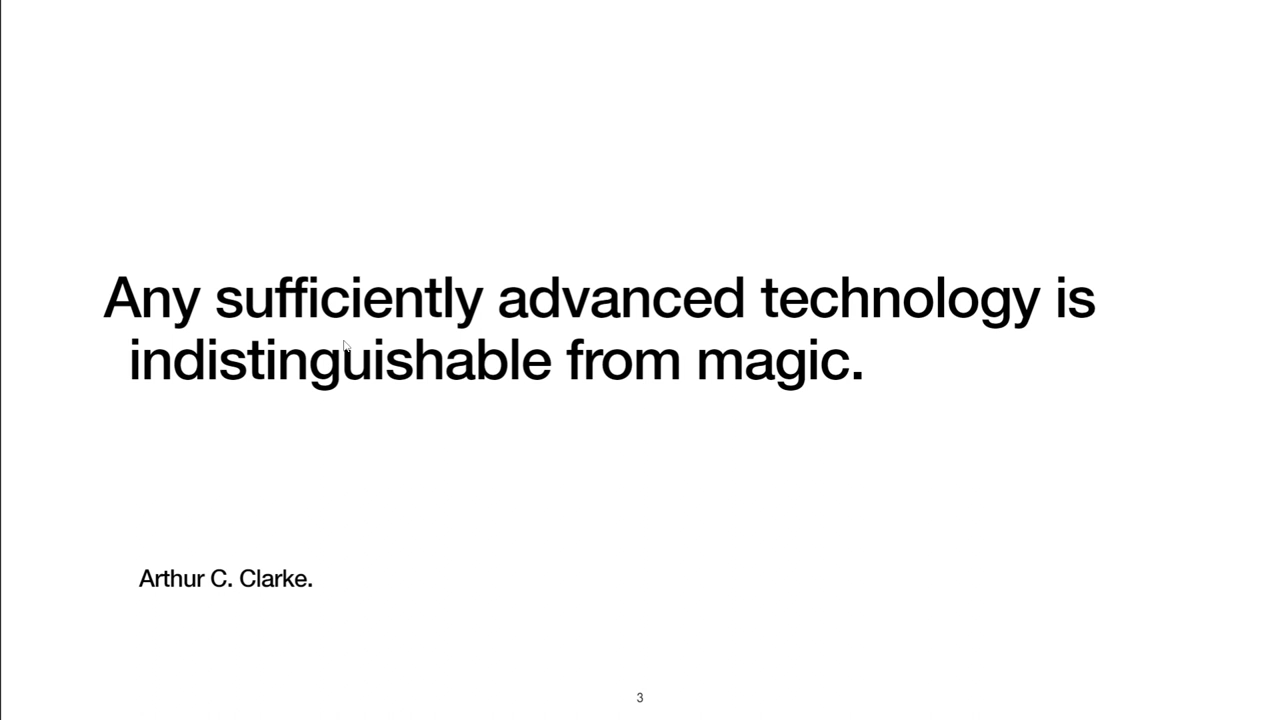 Any sufficiently advanced technology is
indistinguishable from magic.
Arthur C. Clarke.
3